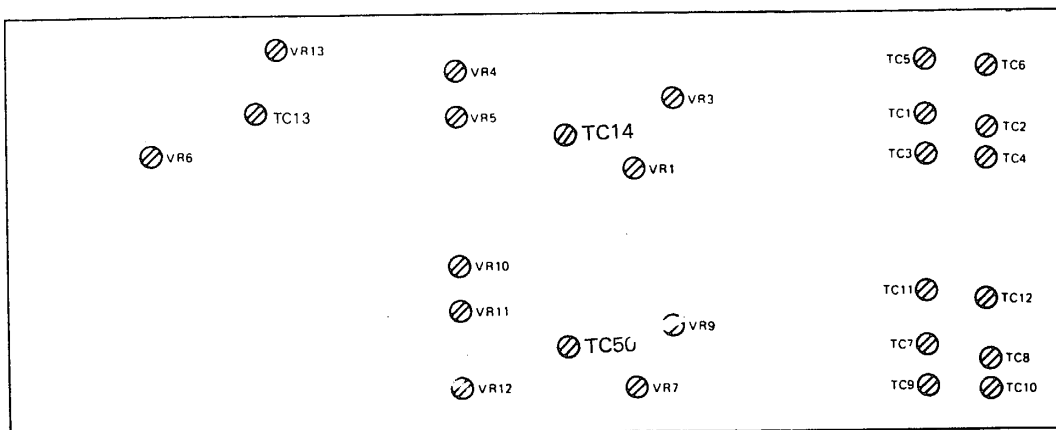 VR13
VR4
TC5
TC6
VR3
TC13
VR5
TC1
TC14
TC2
VR6
TC3
TC4
VR1
VR10
TC11
TC12
VR11
VR9
TC50
TC7
TC8
VR12
VR7
TC9
TC10